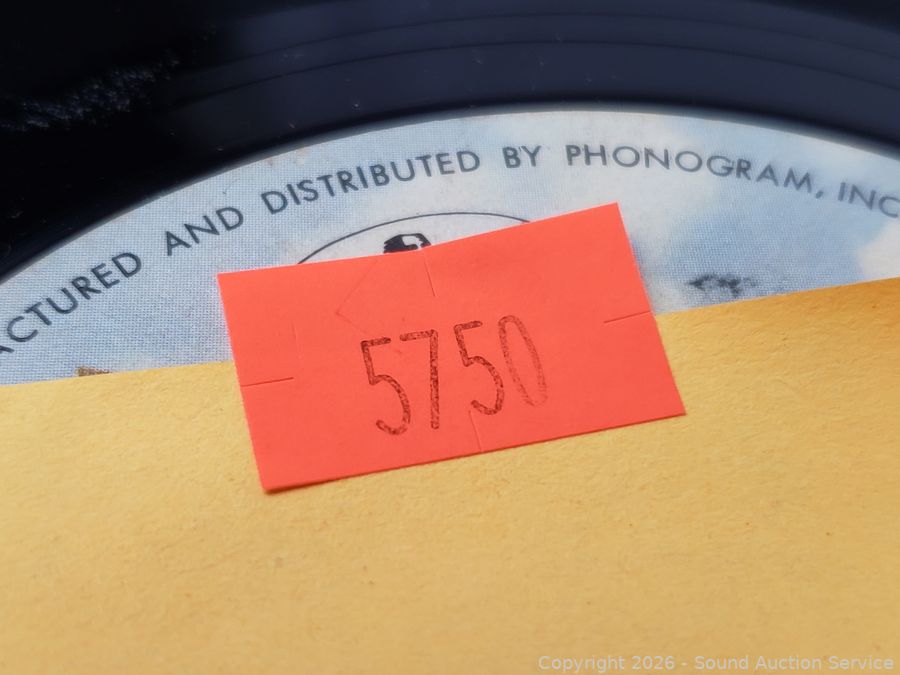 ACTURED AND DISTRIBUTED BY PHONOGRAM, INC
5750
Copyright 2026 - Sound Auction Service